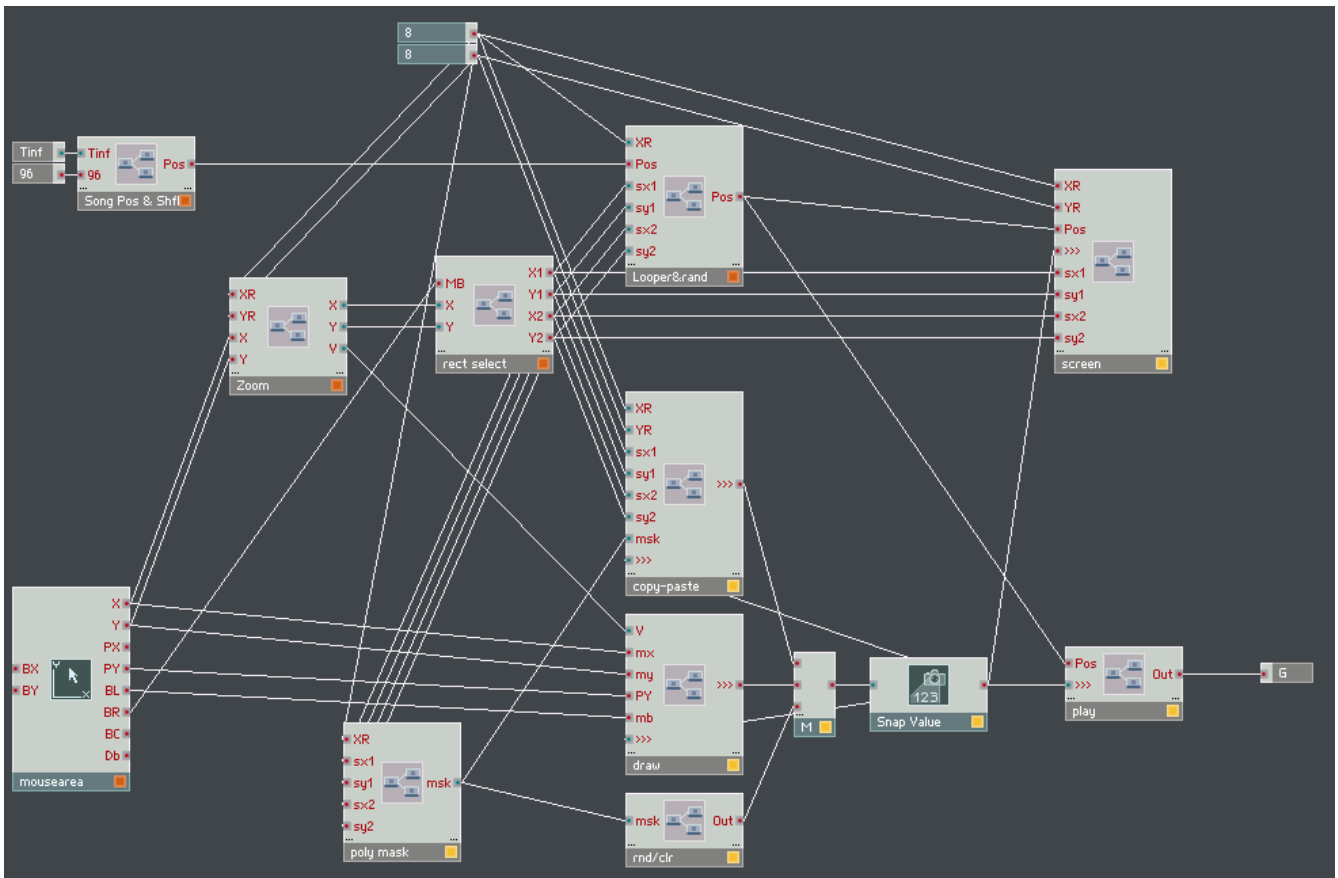 8
8
Tinf
96
Tinf
96
Pos
Song Pos & Shfl
XR
Pos
sx1
sy1
sx2
sy2
Pos
Looper&rand
XR
YR
Pos
>>>
sx1
sy1
sx2
sy2
screen
XR
YR
X
Y
X
Y
V
Zoom
MB
X
Y
X1
Y1
X2
Y2
rect select
XR
YR
sx1
sy1
sx2
sy2
msk
>>>
>>>
copy-paste
BX
BY
Y
X
X
Y
PX
PY
BL
BR
BC
Db
mousearea
V
mx
my
PY
mb
>>>
>>>
draw
M
123
Snap Value
Pos
>>>
Out
play
G
XR
sx1
sy1
sx2
sy2
msk
poly mask
msk
Out
rnd/clr